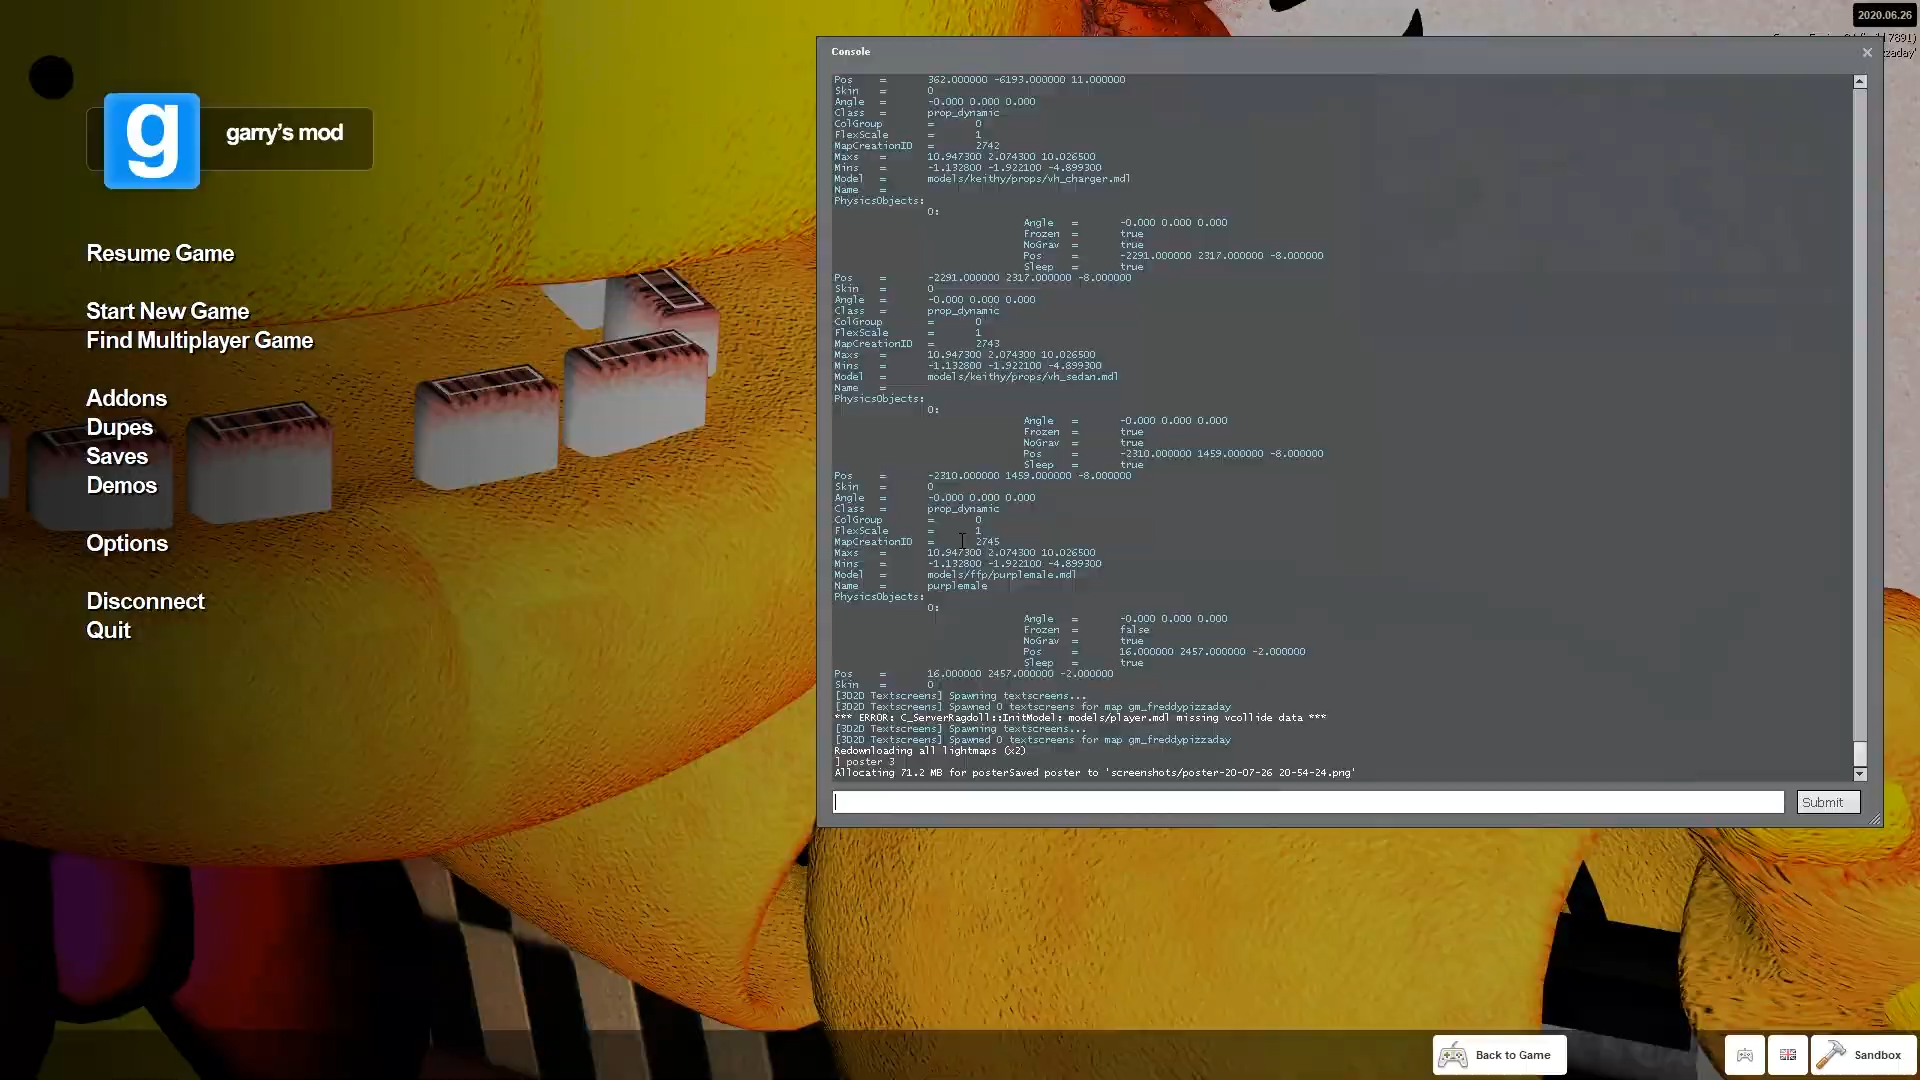 2020.06.26
7891)
zzaday'
g
garry's mod
Resume Game
Start New Game
Find Multiplayer Game
Addons
Dupes
Saves
Demos
Options
Disconnect
Quit
Console
Pos = 362.000000 -6193.000000 11.000000
Skin = 0
Angle = -0.000 0.000 0.000
Class = prop_dynamic
ColGroup = 0
FlexScale = 1
MapCreationID = 2742
Maxs = 10.947300 2.074300 10.026500
Mins = -1.132800 -1.922100 -4.899300
Model = models/keithy/props/vh_charger.mdl
Name =
PhysicsObjects:
0:
Angle = -0.000 0.000 0.000
Frozen = true
NoGrav = true
Pos = -2291.000000 2317.000000 -8.000000
Sleep = true
Pos = -2291.000000 2317.000000 -8.000000
Skin = 0
Angle = -0.000 0.000 0.000
Class = prop_dynamic
ColGroup = 0
FlexScale = 1
MapCreationID = 2743
Maxs = 10.947300 2.074300 10.026500
Mins = -1.132800 -1.922100 -4.899300
Model = models/keithy/props/vh_sedan.mdl
Name =
PhysicsObjects:
0:
Angle = -0.000 0.000 0.000
Frozen = true
NoGrav = true
Pos = -2310.000000 1459.000000 -8.000000
Sleep = true
Pos = -2310.000000 1459.000000 -8.000000
Skin = 0
Angle = -0.000 0.000 0.000
Class = prop_dynamic
ColGroup = 0
FlexScale = 1
MapCreationID = 2745
Maxs = 10.947300 2.074300 10.026500
Mins = -1.132800 -1.922100 -4.899300
Model = models/ffp/purplemale.mdl
Name = purplemale
PhysicsObjects:
0:
Angle = -0.000 0.000 0.000
Frozen = false
NoGrav = true
Pos = 16.000000 2457.000000 -2.000000
Sleep = true
Pos = 16.000000 2457.000000 -2.000000
Skin = 0
[3D2D Textscreens] Spawning textscreens...
[3D2D Textscreens] Spawned 0 textscreens for map gm_freddypizzaday
*** ERROR: C_ServerRagdoll::InitModel: models/player.mdl missing vcollide data ***
[3D2D Textscreens] Spawning textscreens...
[3D2D Textscreens] Spawned 0 textscreens for map gm_freddypizzaday
Redownloading all lightmaps (x2)
] poster 3
Allocating 71.2 MB for posterSaved poster to 'screenshots/poster-20-07-26 20-54-24.png'
Submit
Back to Game
Sandbox